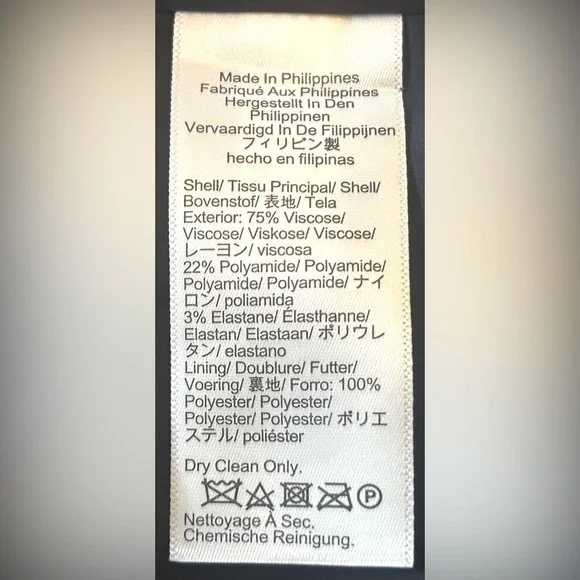 Made In Philippines
Fabriqué Aux Philippines
Hergestellt In Den
Philippinen
Vervaardigd In De Filippijnen
フィリピン製
hecho en filipinas
Shell/ Tissu Principal/ Shell/
Bovenstof/ 表地/ Tela
Exterior: 75% Viscose/
Viscose/ Viskose/ Viscose/
レーヨン/ viscosa
22% Polyamide/ Polyamide/
Polyamide/ Polyamide/ ナイ
ロン/ poliamida
3% Elastane/ Élasthanne/
Elastan/ Elastaan/ ポリウレ
タン/ elastano
Lining/ Doublure/ Futter/
Voering/ 裏地/ Forro: 100%
Polyester/ Polyester/
Polyester/ Polyester/ ポリエ
ステル/ poliéster
Dry Clean Only.
P
Nettoyage À Sec.
Chemische Reinigung.